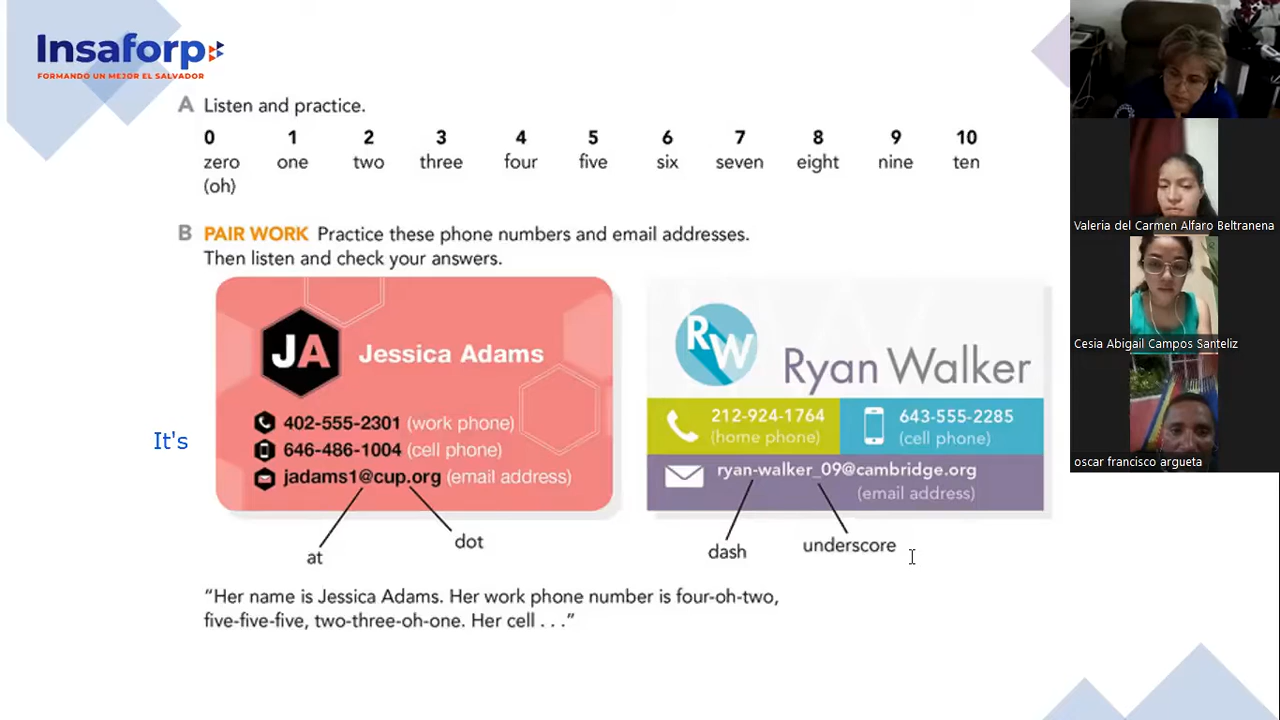 Insaforp
FORMANDO UN MEJOR EL SALVADOR
A Listen and practice.
0 1 2 3 4 5 6 7 8 9 10
zero one two three four five six seven eight nine ten
(oh)
B PAIR WORK Practice these phone numbers and email addresses.
Then listen and check your answers.
JA Jessica Adams
402-555-2301 (work phone)
646-486-1004 (cell phone)
jadams1@cup.org (email address)
It's
at
dot
RW Ryan Walker
212-924-1764
(home phone)
643-555-2285
(cell phone)
ryan-walker_09@cambridge.org
(email address)
dash
underscore
"Her name is Jessica Adams. Her work phone number is four-oh-two,
five-five-five, two-three-oh-one. Her cell . . ."
Valeria del Carmen Alfaro Beltranena
Cesia Abigail Campos Santeliz
oscar francisco argueta